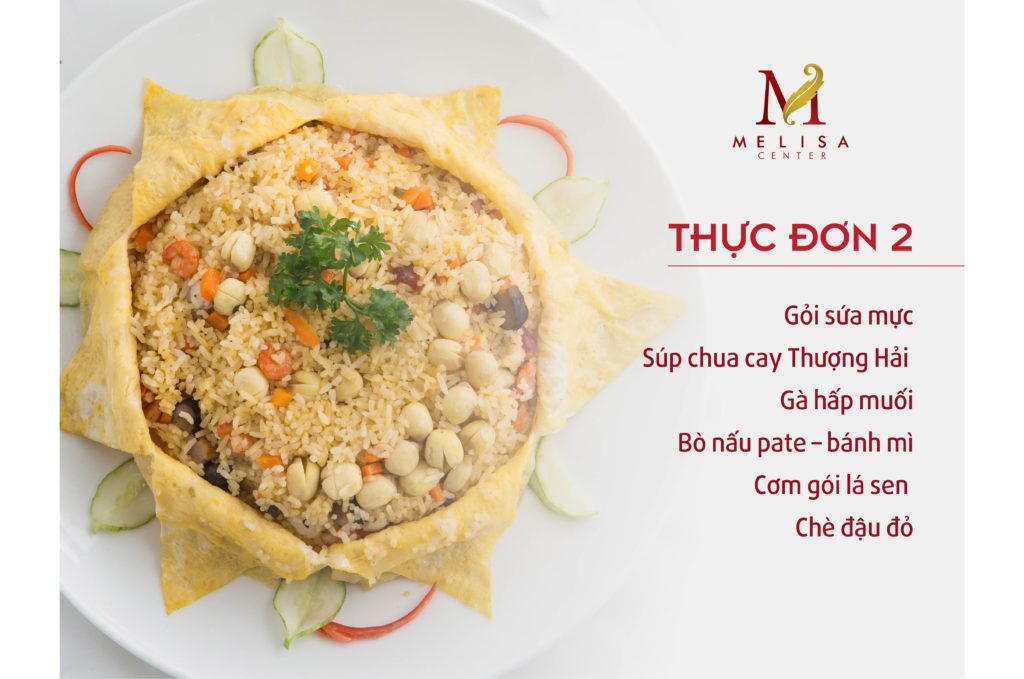 M
MELISA
CENTER
THỰC ĐƠN 2
Gỏi sứa mực
Súp chua cay Thượng Hải
Gà hấp muối
Bò nấu pate – bánh mì
Cơm gói lá sen
Chè đậu đỏ